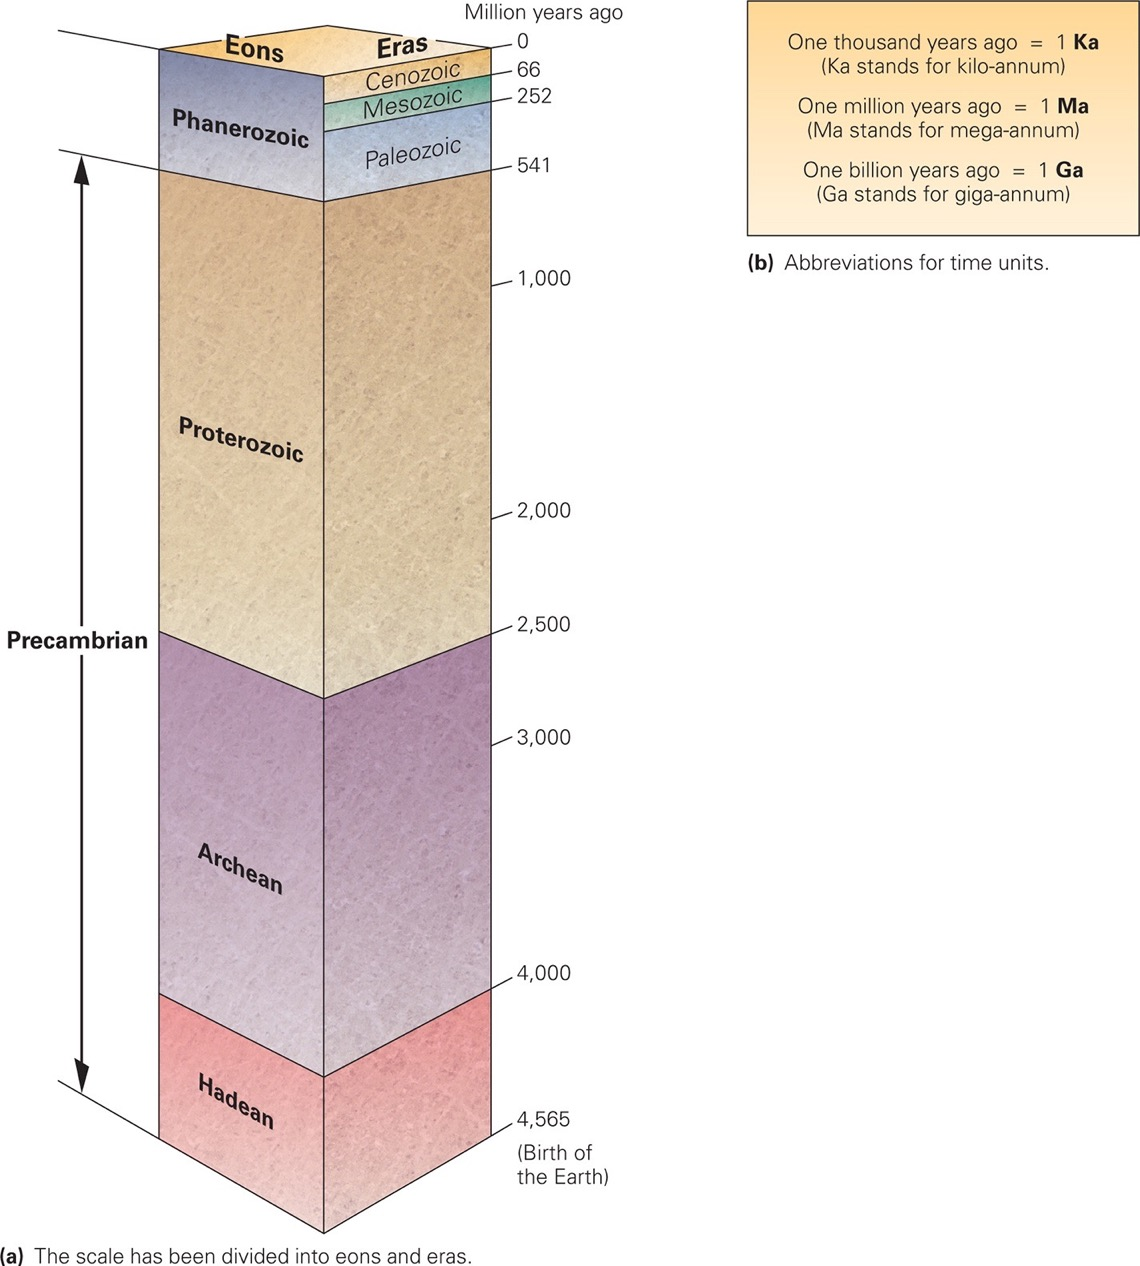 Million years ago
Eons
Eras
0
Cenozoic
66
Mesozoic
252
Phanerozoic
Paleozoic
541
1,000
Proterozoic
2,000
2,500
Precambrian
3,000
Archean
4,000
Hadean
4,565
(Birth of
the Earth)
(a) The scale has been divided into eons and eras.
One thousand years ago = 1 Ka
(Ka stands for kilo-annum)
One million years ago = 1 Ma
(Ma stands for mega-annum)
One billion years ago = 1 Ga
(Ga stands for giga-annum)
(b) Abbreviations for time units.